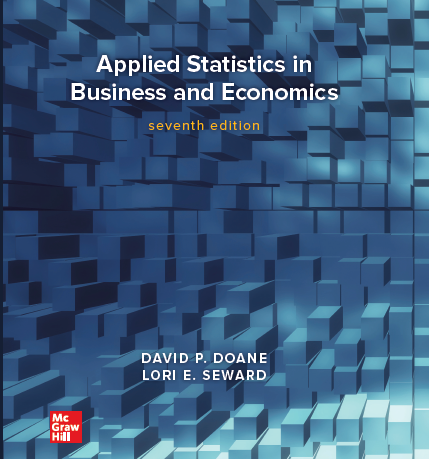 Applied Statistics in
Business and Economics
seventh edition
DAVID P. DOANE
LORI E. SEWARD
Mc
Graw
Hill